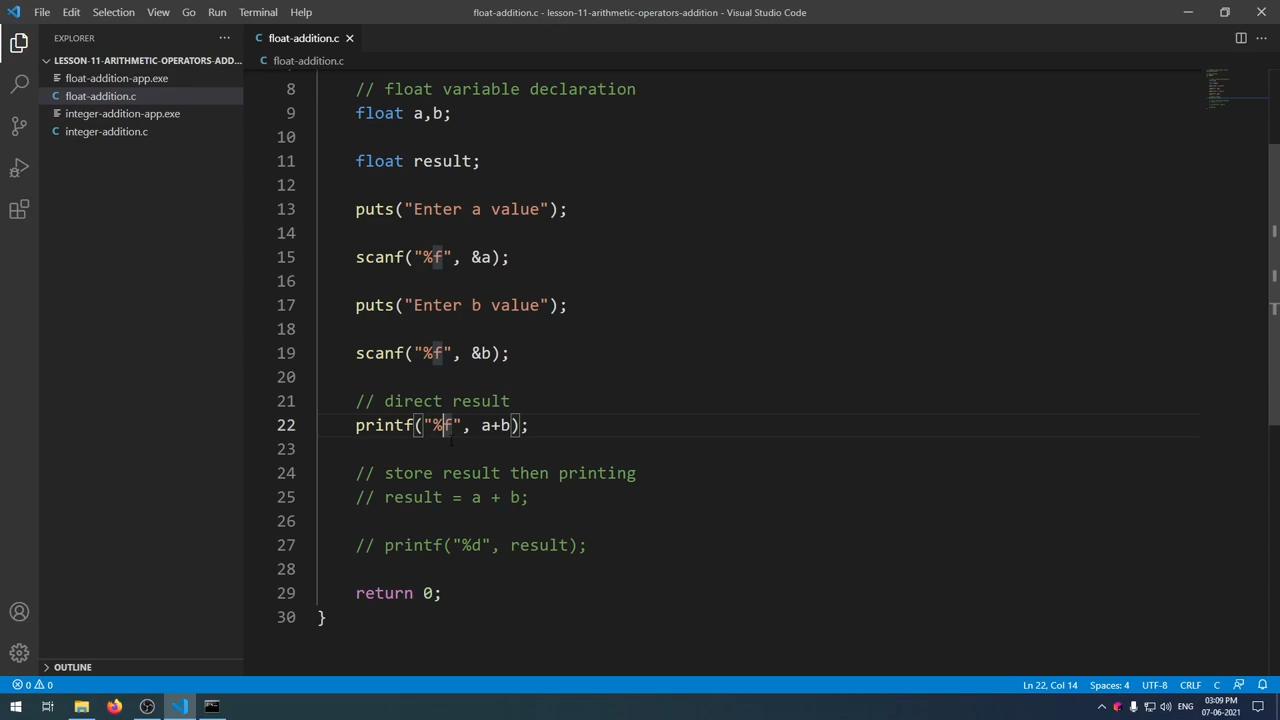 File Edit Selection View Go Run Terminal Help
float-addition.c - lesson-11-arithmetic-operators-addition - Visual Studio Code
EXPLORER
LESSON-11-ARITHMETIC-OPERATORS-ADD...
float-addition-app.exe
C float-addition.c
integer-addition-app.exe
C integer-addition.c
OUTLINE
C float-addition.c
C float-addition.c
8 // float variable declaration
9 float a,b;
10
11 float result;
12
13 puts("Enter a value");
14
15 scanf("%f", &a);
16
17 puts("Enter b value");
18
19 scanf("%f", &b);
20
21 // direct result
22 printf("%f", a+b);
23
24 // store result then printing
25 // result = a + b;
26
27 // printf("%d", result);
28
29 return 0;
30 }
0 0 Ln 22, Col 14 Spaces: 4 UTF-8 CRLF C
ENG 03:09 PM
07-06-2021